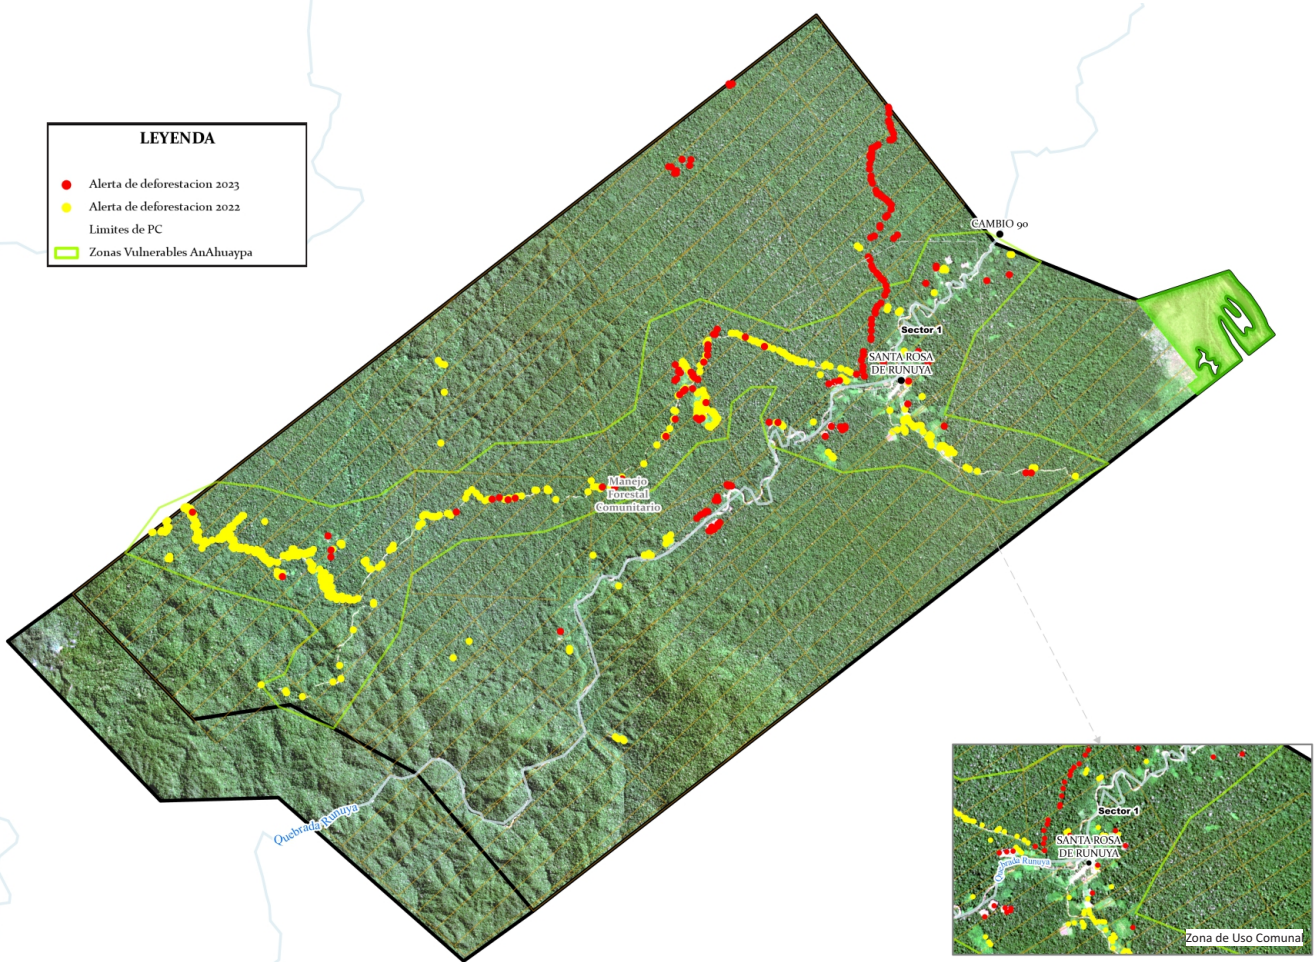 LEYENDA
Alerta de deforestacion 2023
Alerta de deforestacion 2022
Limites de PC
Zonas Vulnerables AnAhuaypa
CAMBIO 90
Sector 1
SANTA ROSA
DE RUNUYA
Manejo
Forestal
Comunitario
Quebrada Runuya
Sector 1
SANTA ROSA
DE RUNUYA
Quebrada Runuya
Zona de Uso Comunal